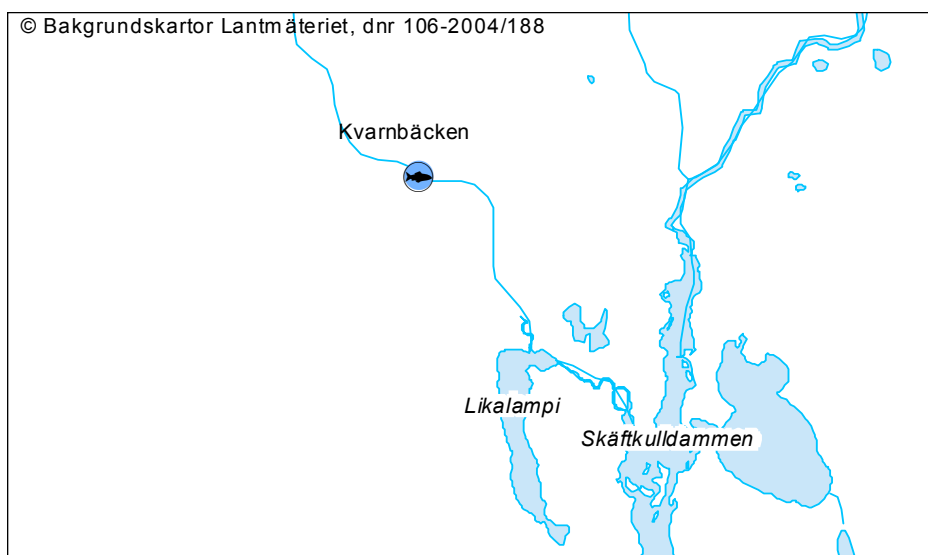 © Bakgrundskartor Lantmäteriet, dnr 106-2004/188
Kvarnbäcken
Likalampi
Skäftkulldammen